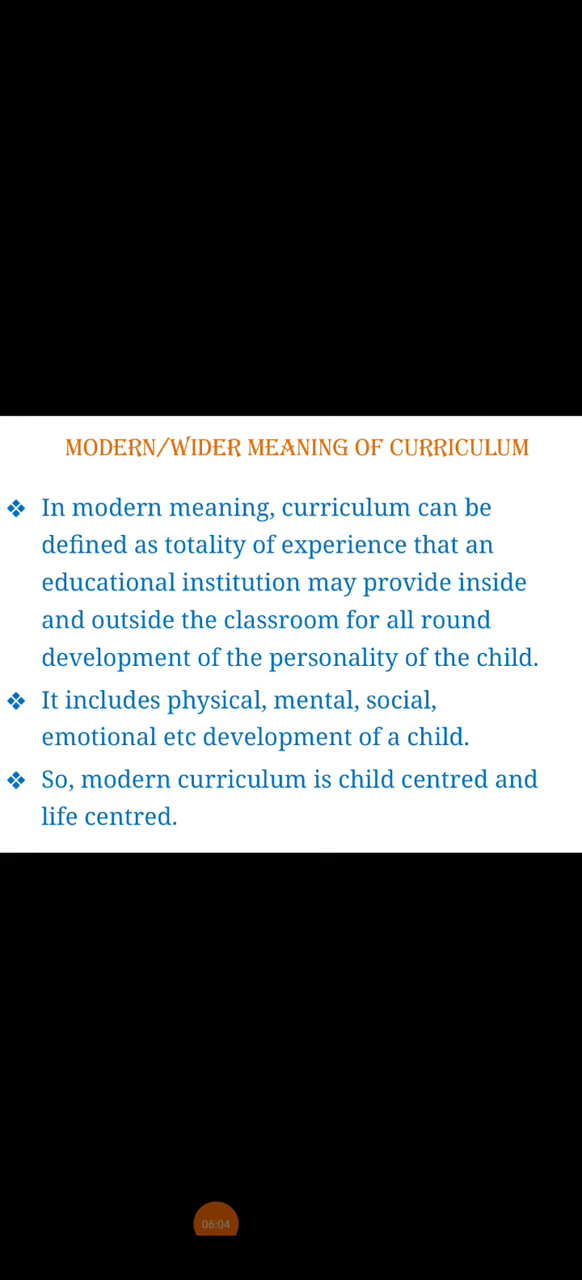 MODERN/WIDER MEANING OF CURRICULUM
❖ In modern meaning, curriculum can be
defined as totality of experience that an
educational institution may provide inside
and outside the classroom for all round
development of the personality of the child.
❖ It includes physical, mental, social,
emotional etc development of a child.
❖ So, modern curriculum is child centred and
life centred.
06:04